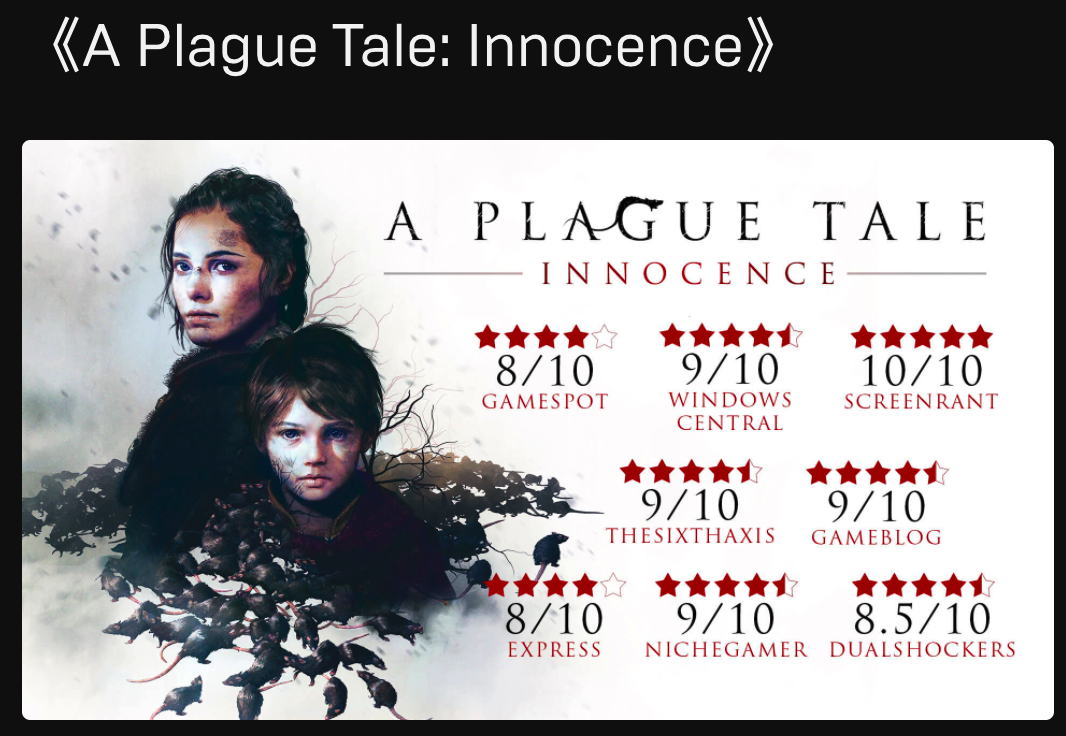 《A Plague Tale: Innocence》
A PLAGUE TALE
INNOCENCE
8/10
GAMESPOT
9/10
WINDOWS
CENTRAL
10/10
SCREENRANT
9/10
THESIXTHAXIS
9/10
GAMEBLOG
8/10
EXPRESS
9/10
NICHEGAMER
8.5/10
DUALSHOCKERS